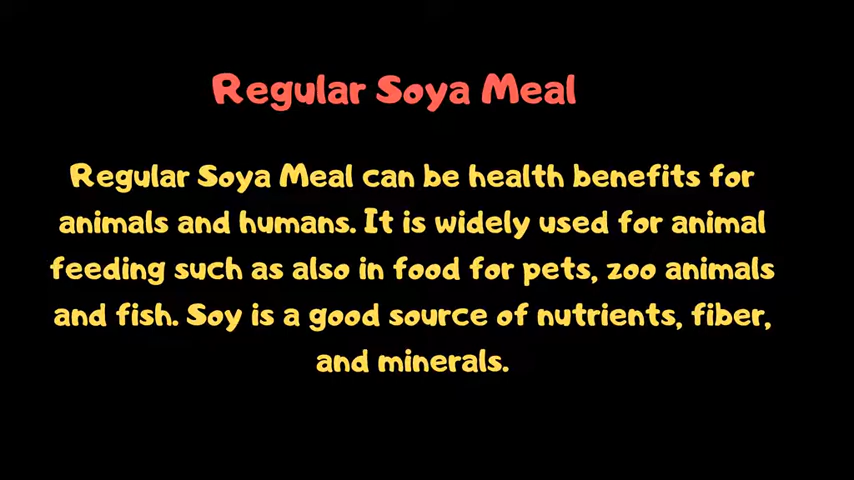 Regular Soya Meal
Regular Soya Meal can be health benefits for
animals and humans. It is widely used for animal
feeding such as also in food for pets, zoo animals
and fish. Soy is a good source of nutrients, fiber,
and minerals.